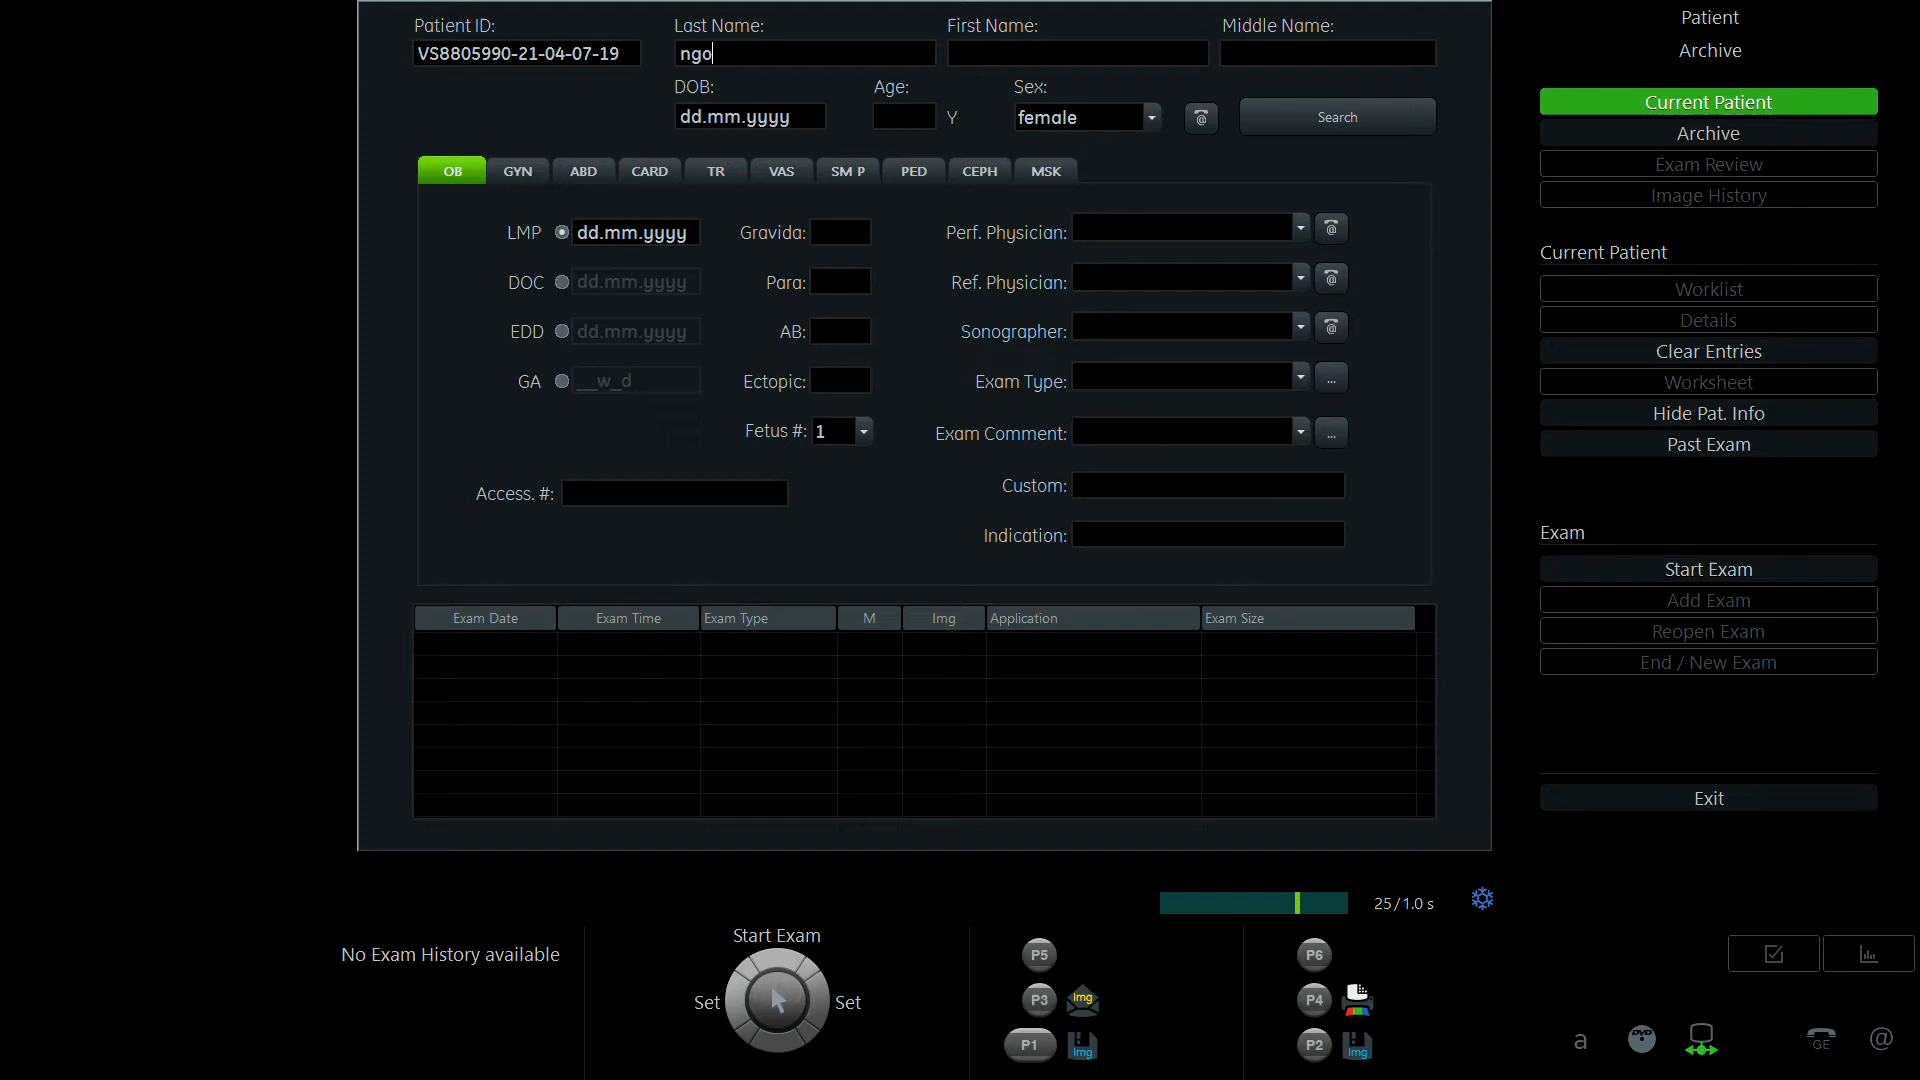 Patient ID: Last Name: First Name: Middle Name:
VS8805990-21-04-07-19 ngo
DOB: Age: Sex:
dd.mm.yyyy Y female @ Search
OB GYN ABD CARD TR VAS SM P PED CEPH MSK
LMP dd.mm.yyyy Gravida: Perf. Physician: @
DOC dd.mm.yyyy Para: Ref. Physician: @
EDD dd.mm.yyyy AB: Sonographer: @
GA __w_d Ectopic: Exam Type: ...
Fetus #: 1 Exam Comment: ...
Access. #: Custom:
Indication:
Exam Date Exam Time Exam Type M Img Application Exam Size
25/1.0 s
No Exam History available
Start Exam
Set Set
P5 P6
P3 Img P4
P1 Img P2 Img
Patient
Archive
Current Patient
Archive
Exam Review
Image History
Current Patient
Worklist
Details
Clear Entries
Worksheet
Hide Pat. Info
Past Exam
Exam
Start Exam
Add Exam
Reopen Exam
End / New Exam
Exit
a DVD GE @